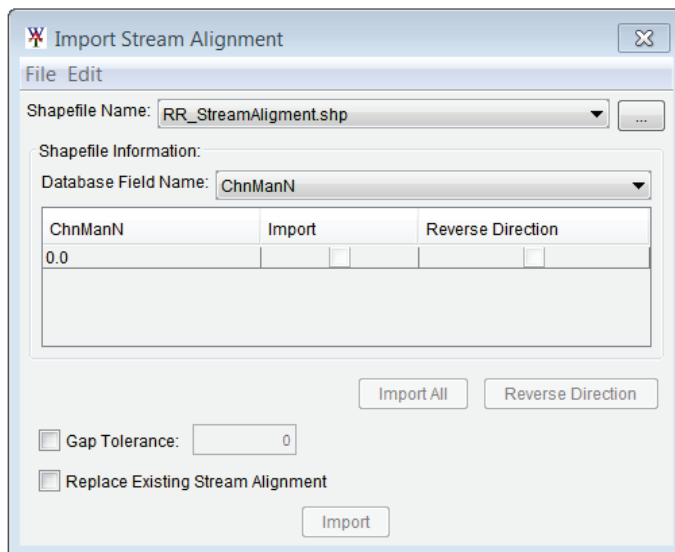 Import Stream Alignment
File Edit
Shapefile Name: RR_StreamAligment.shp ...
Shapefile Information:
Database Field Name: ChnManN
ChnManN Import Reverse Direction
0.0
Import All Reverse Direction
Gap Tolerance: 0
Replace Existing Stream Alignment
Import